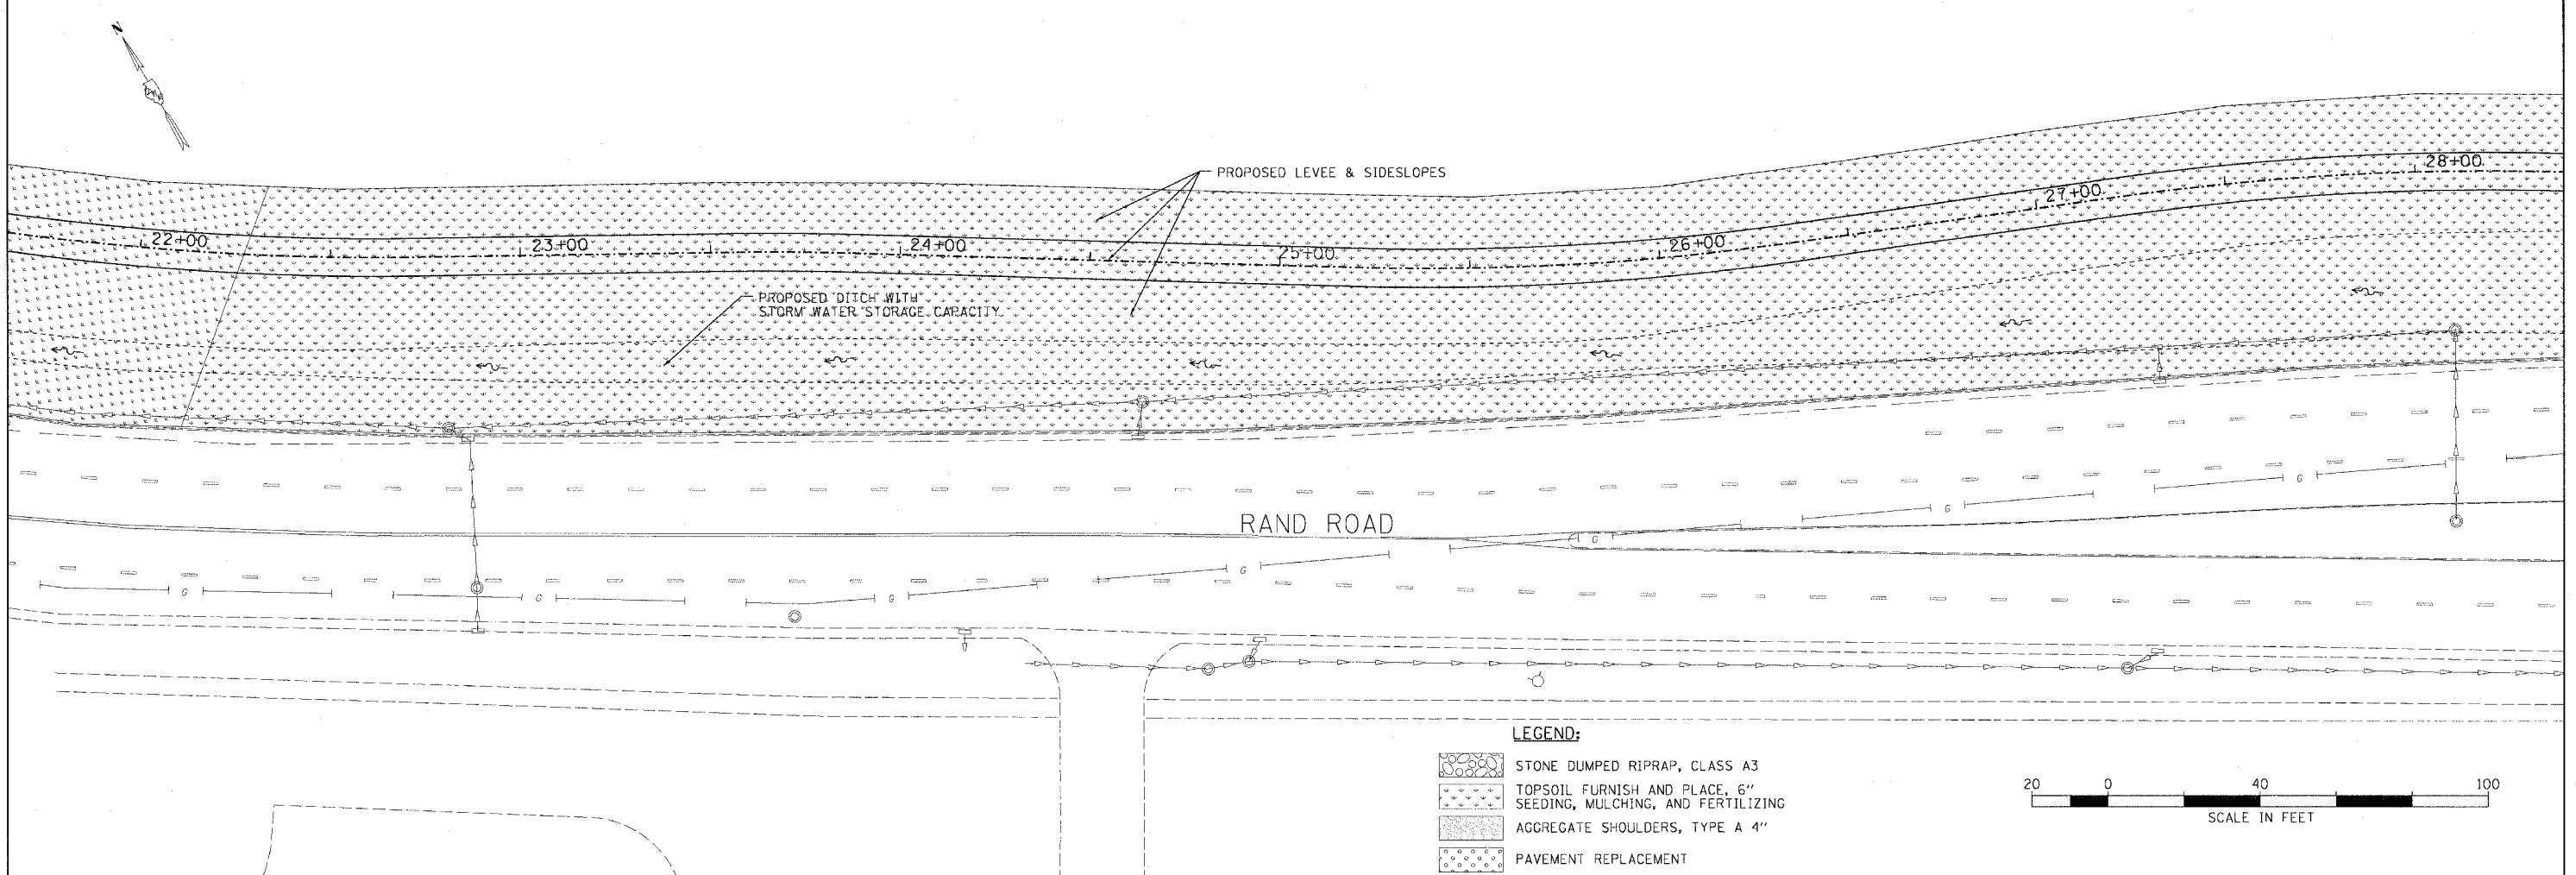 N
PROPOSED LEVEE & SIDESLOPES
28+00
27+00
22+00
23+00
24+00
25+00
26+00
PROPOSED DITCH WITH
STORM WATER STORAGE CAPACITY
RAND ROAD
G
G
G
G
G
G
G
LEGEND:
STONE DUMPED RIPRAP, CLASS A3
TOPSOIL FURNISH AND PLACE, 6"
SEEDING, MULCHING, AND FERTILIZING
AGGREGATE SHOULDERS, TYPE A 4"
PAVEMENT REPLACEMENT
20 0 40 100
SCALE IN FEET